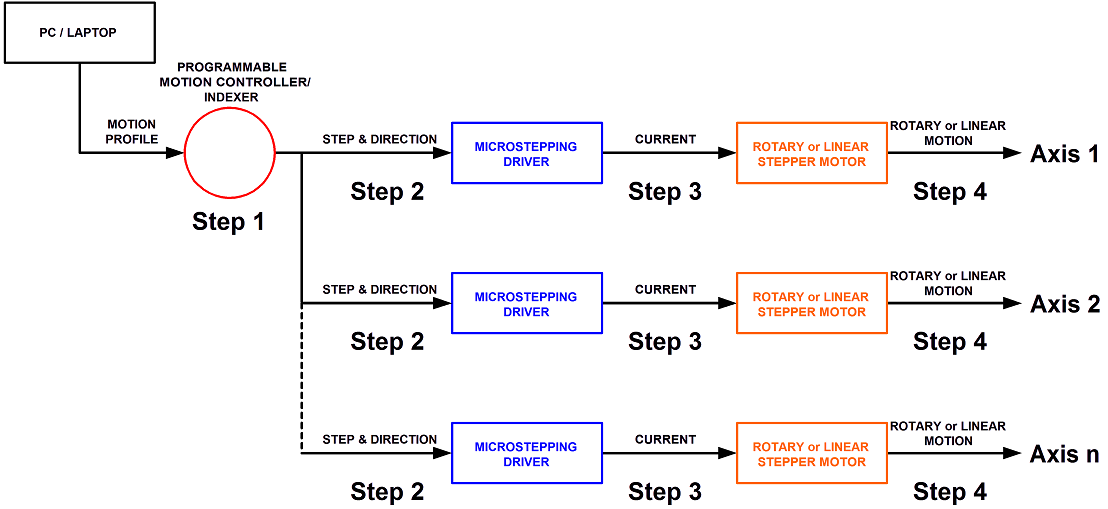 PC / LAPTOP
PROGRAMMABLE
MOTION CONTROLLER/
INDEXER
MOTION
PROFILE
Step 1
STEP & DIRECTION
Step 2
MICROSTEPPING
DRIVER
CURRENT
Step 3
ROTARY or LINEAR
STEPPER MOTOR
ROTARY or LINEAR
MOTION
Step 4
Axis 1
STEP & DIRECTION
Step 2
MICROSTEPPING
DRIVER
CURRENT
Step 3
ROTARY or LINEAR
STEPPER MOTOR
ROTARY or LINEAR
MOTION
Step 4
Axis 2
STEP & DIRECTION
Step 2
MICROSTEPPING
DRIVER
CURRENT
Step 3
ROTARY or LINEAR
STEPPER MOTOR
ROTARY or LINEAR
MOTION
Step 4
Axis n